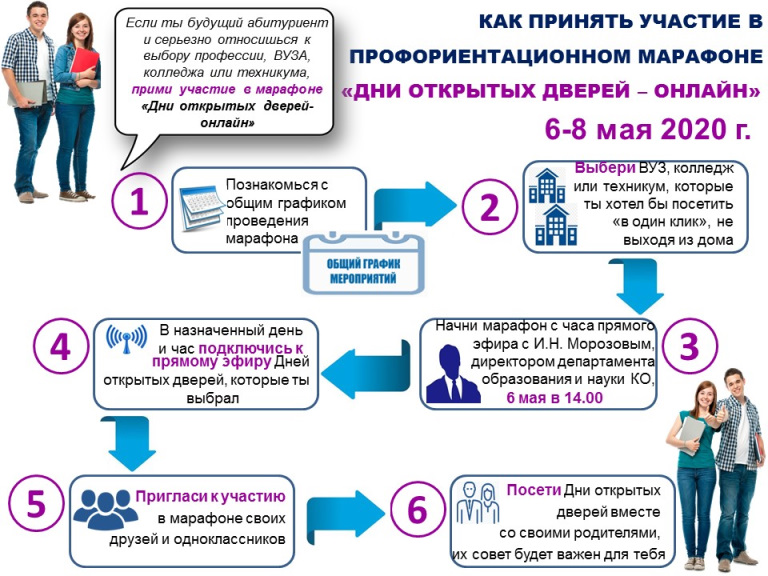 Если ты будущий абитуриент
и серьезно относишься к
выбору профессии, ВУЗА,
колледжа или техникума,
прими участие в марафоне
«Дни открытых дверей-
онлайн»
КАК ПРИНЯТЬ УЧАСТИЕ В
ПРОФОРИЕНТАЦИОННОМ МАРАФОНЕ
«ДНИ ОТКРЫТЫХ ДВЕРЕЙ – ОНЛАЙН»
6-8 мая 2020 г.
1
Познакомься с
общим графиком
проведения
марафона
ОБЩИЙ ГРАФИК
МЕРОПРИЯТИЙ
2
Выбери ВУЗ, колледж
или техникум, которые
ты хотел бы посетить
«в один клик», не
выходя из дома
3
Начни марафон с часа прямого
эфира с И.Н. Морозовым,
директором департамента
образования и науки КО,
6 мая в 14.00
4
В назначенный день
и час подключись к
прямому эфиру Дней
открытых дверей, которые ты
выбрал
5
Пригласи к участию
в марафоне своих
друзей и одноклассников
6
Посети Дни открытых
дверей вместе
со своими родителями,
их совет будет важен для тебя